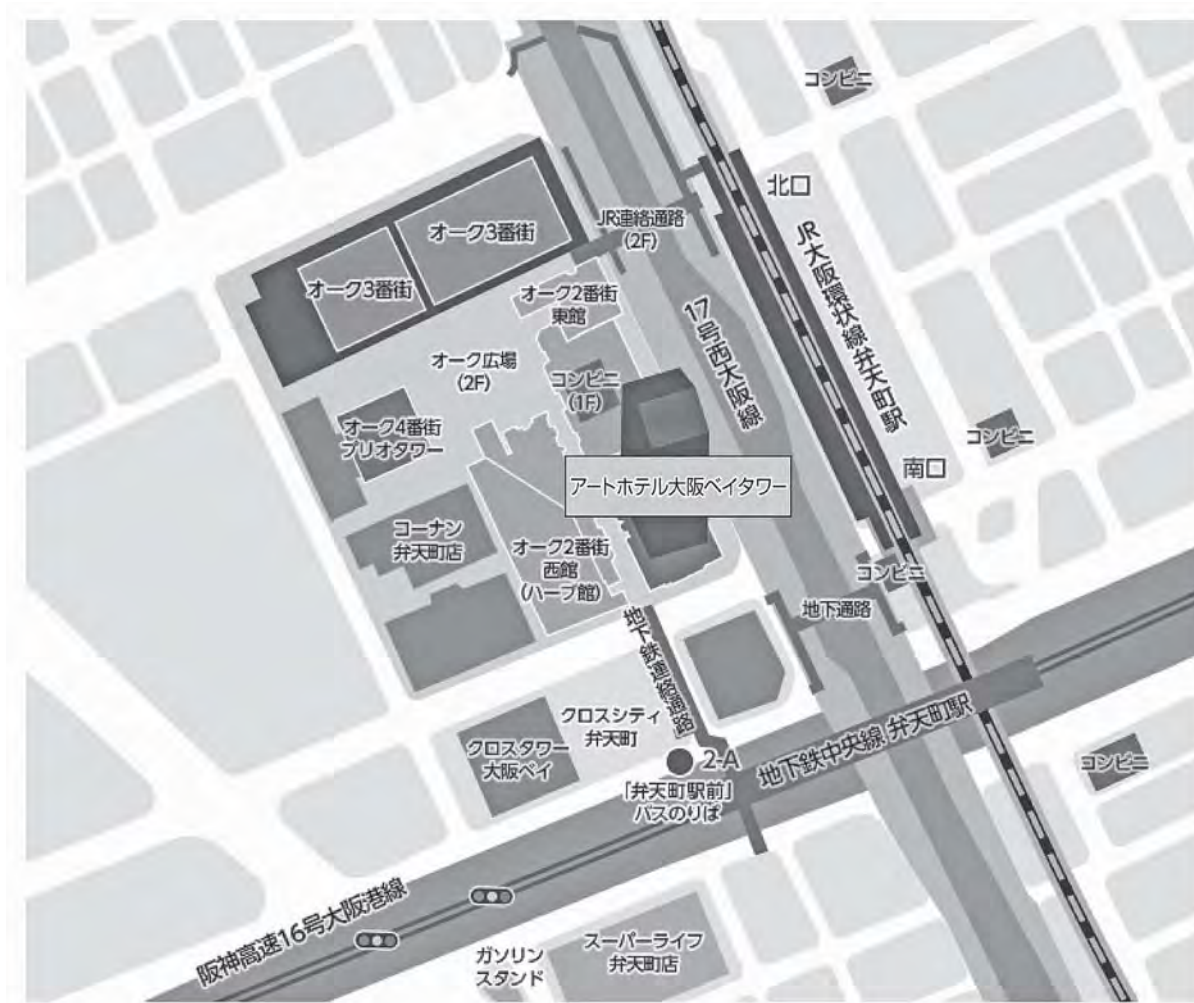 コンビニ
北口
JR連絡通路
(2F)
JR大阪環状線 弁天町駅
オーク3番街
オーク3番街
オーク2番街
東館
17号西大阪線
オーク広場
(2F)
コンビニ
(1F)
オーク4番街
プリオタワー
コンビニ
南口
アートホテル大阪ベイタワー
コーナン
弁天町店
オーク2番街
西館
(ハーブ館)
コンビニ
地下通路
地下鉄連絡通路
クロスシティ
弁天町
クロスタワー
大阪ベイ
2-A
「弁天町駅前」
バスのりば
地下鉄中央線 弁天町駅
コンビニ
阪神高速16号大阪港線
ガソリン
スタンド
スーパーライフ
弁天町店